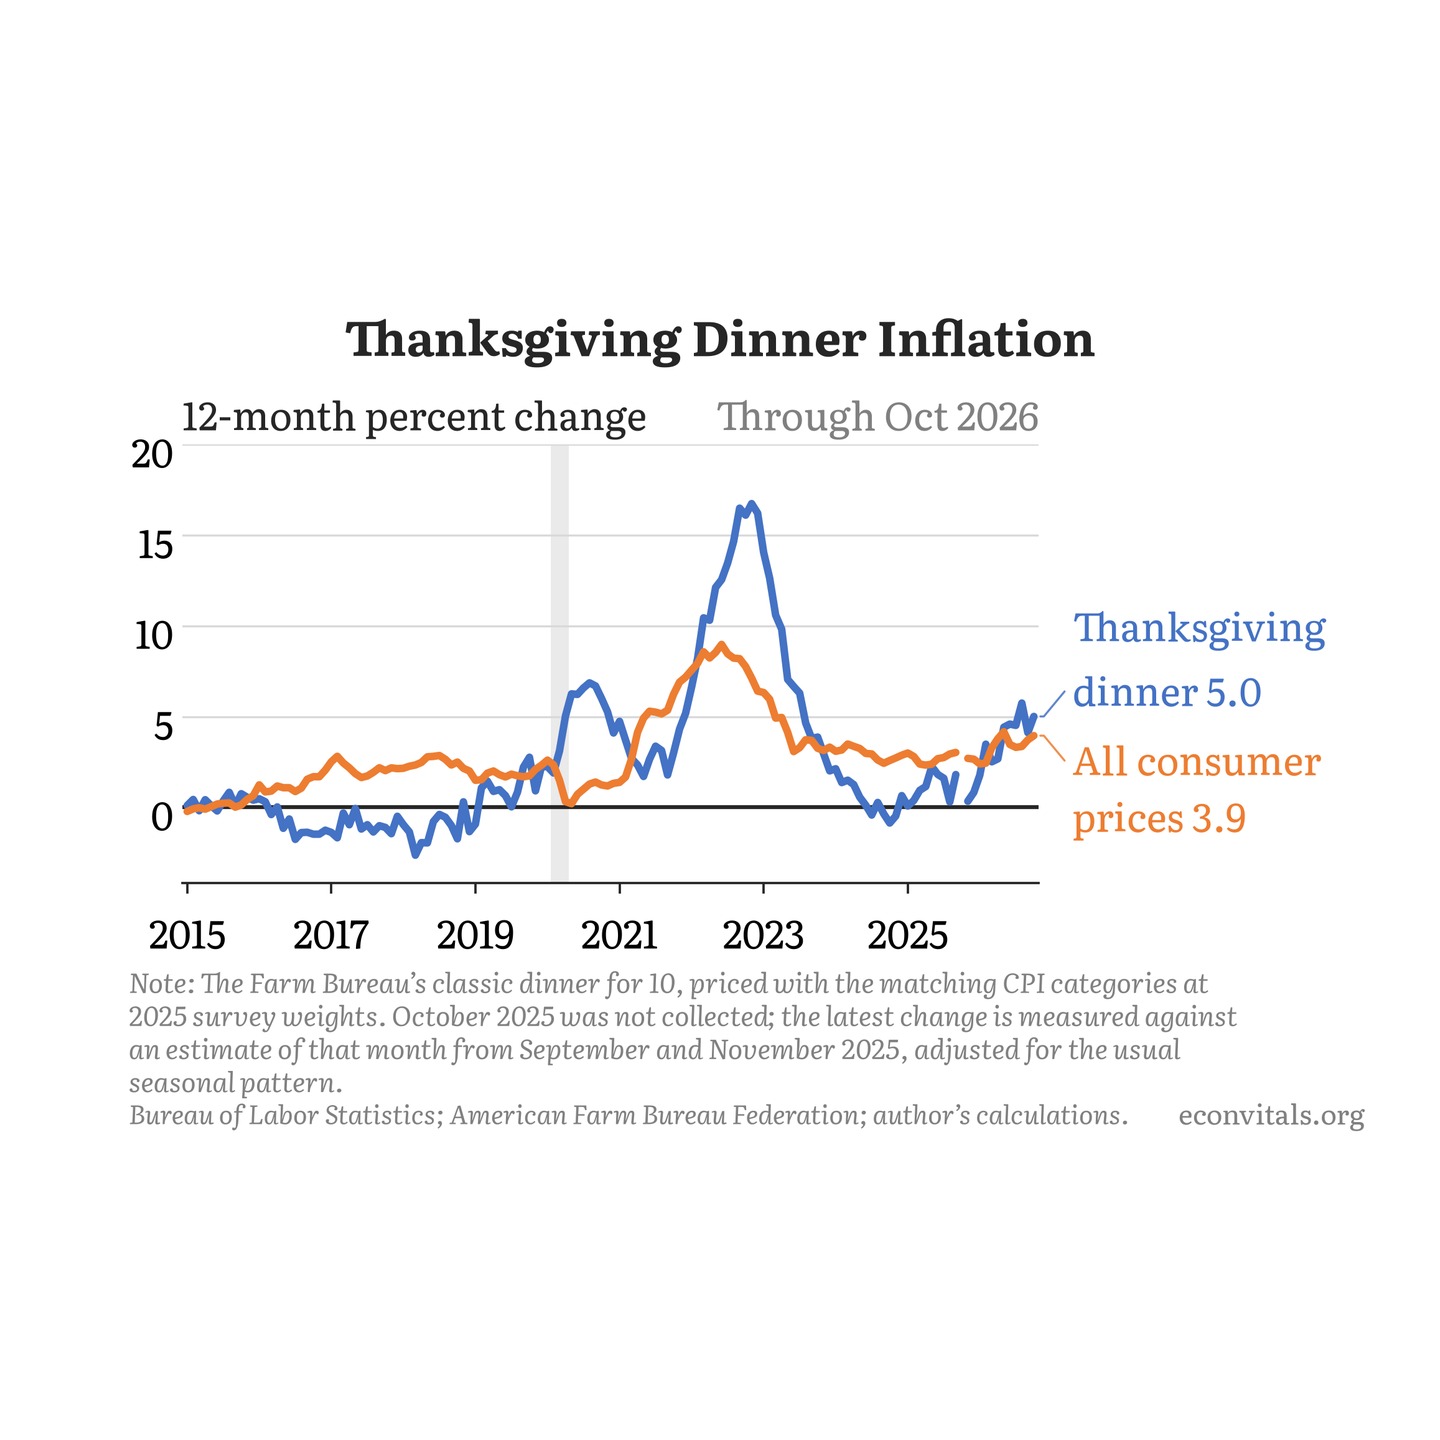 Thanksgiving Dinner Inflation
12-month percent change
Through Oct 2026
20
15
10
5
0
Thanksgiving
dinner 5.0
All consumer
prices 3.9
2015
2017
2019
2021
2023
2025
Note: The Farm Bureau’s classic dinner for 10, priced with the matching CPI categories at
2025 survey weights. October 2025 was not collected; the latest change is measured against
an estimate of that month from September and November 2025, adjusted for the usual
seasonal pattern.
Bureau of Labor Statistics; American Farm Bureau Federation; author’s calculations.
econvitals.org